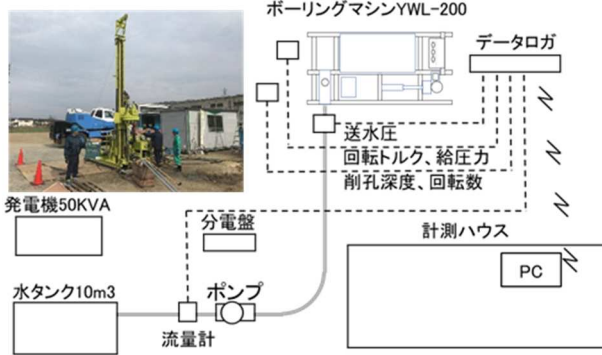 ボーリングマシンYWL-200
データロガ
送水圧
回転トルク、給圧力
削孔深度、回転数
発電機50KVA
分電盤
計測ハウス
PC
水タンク10m3
ポンプ
流量計